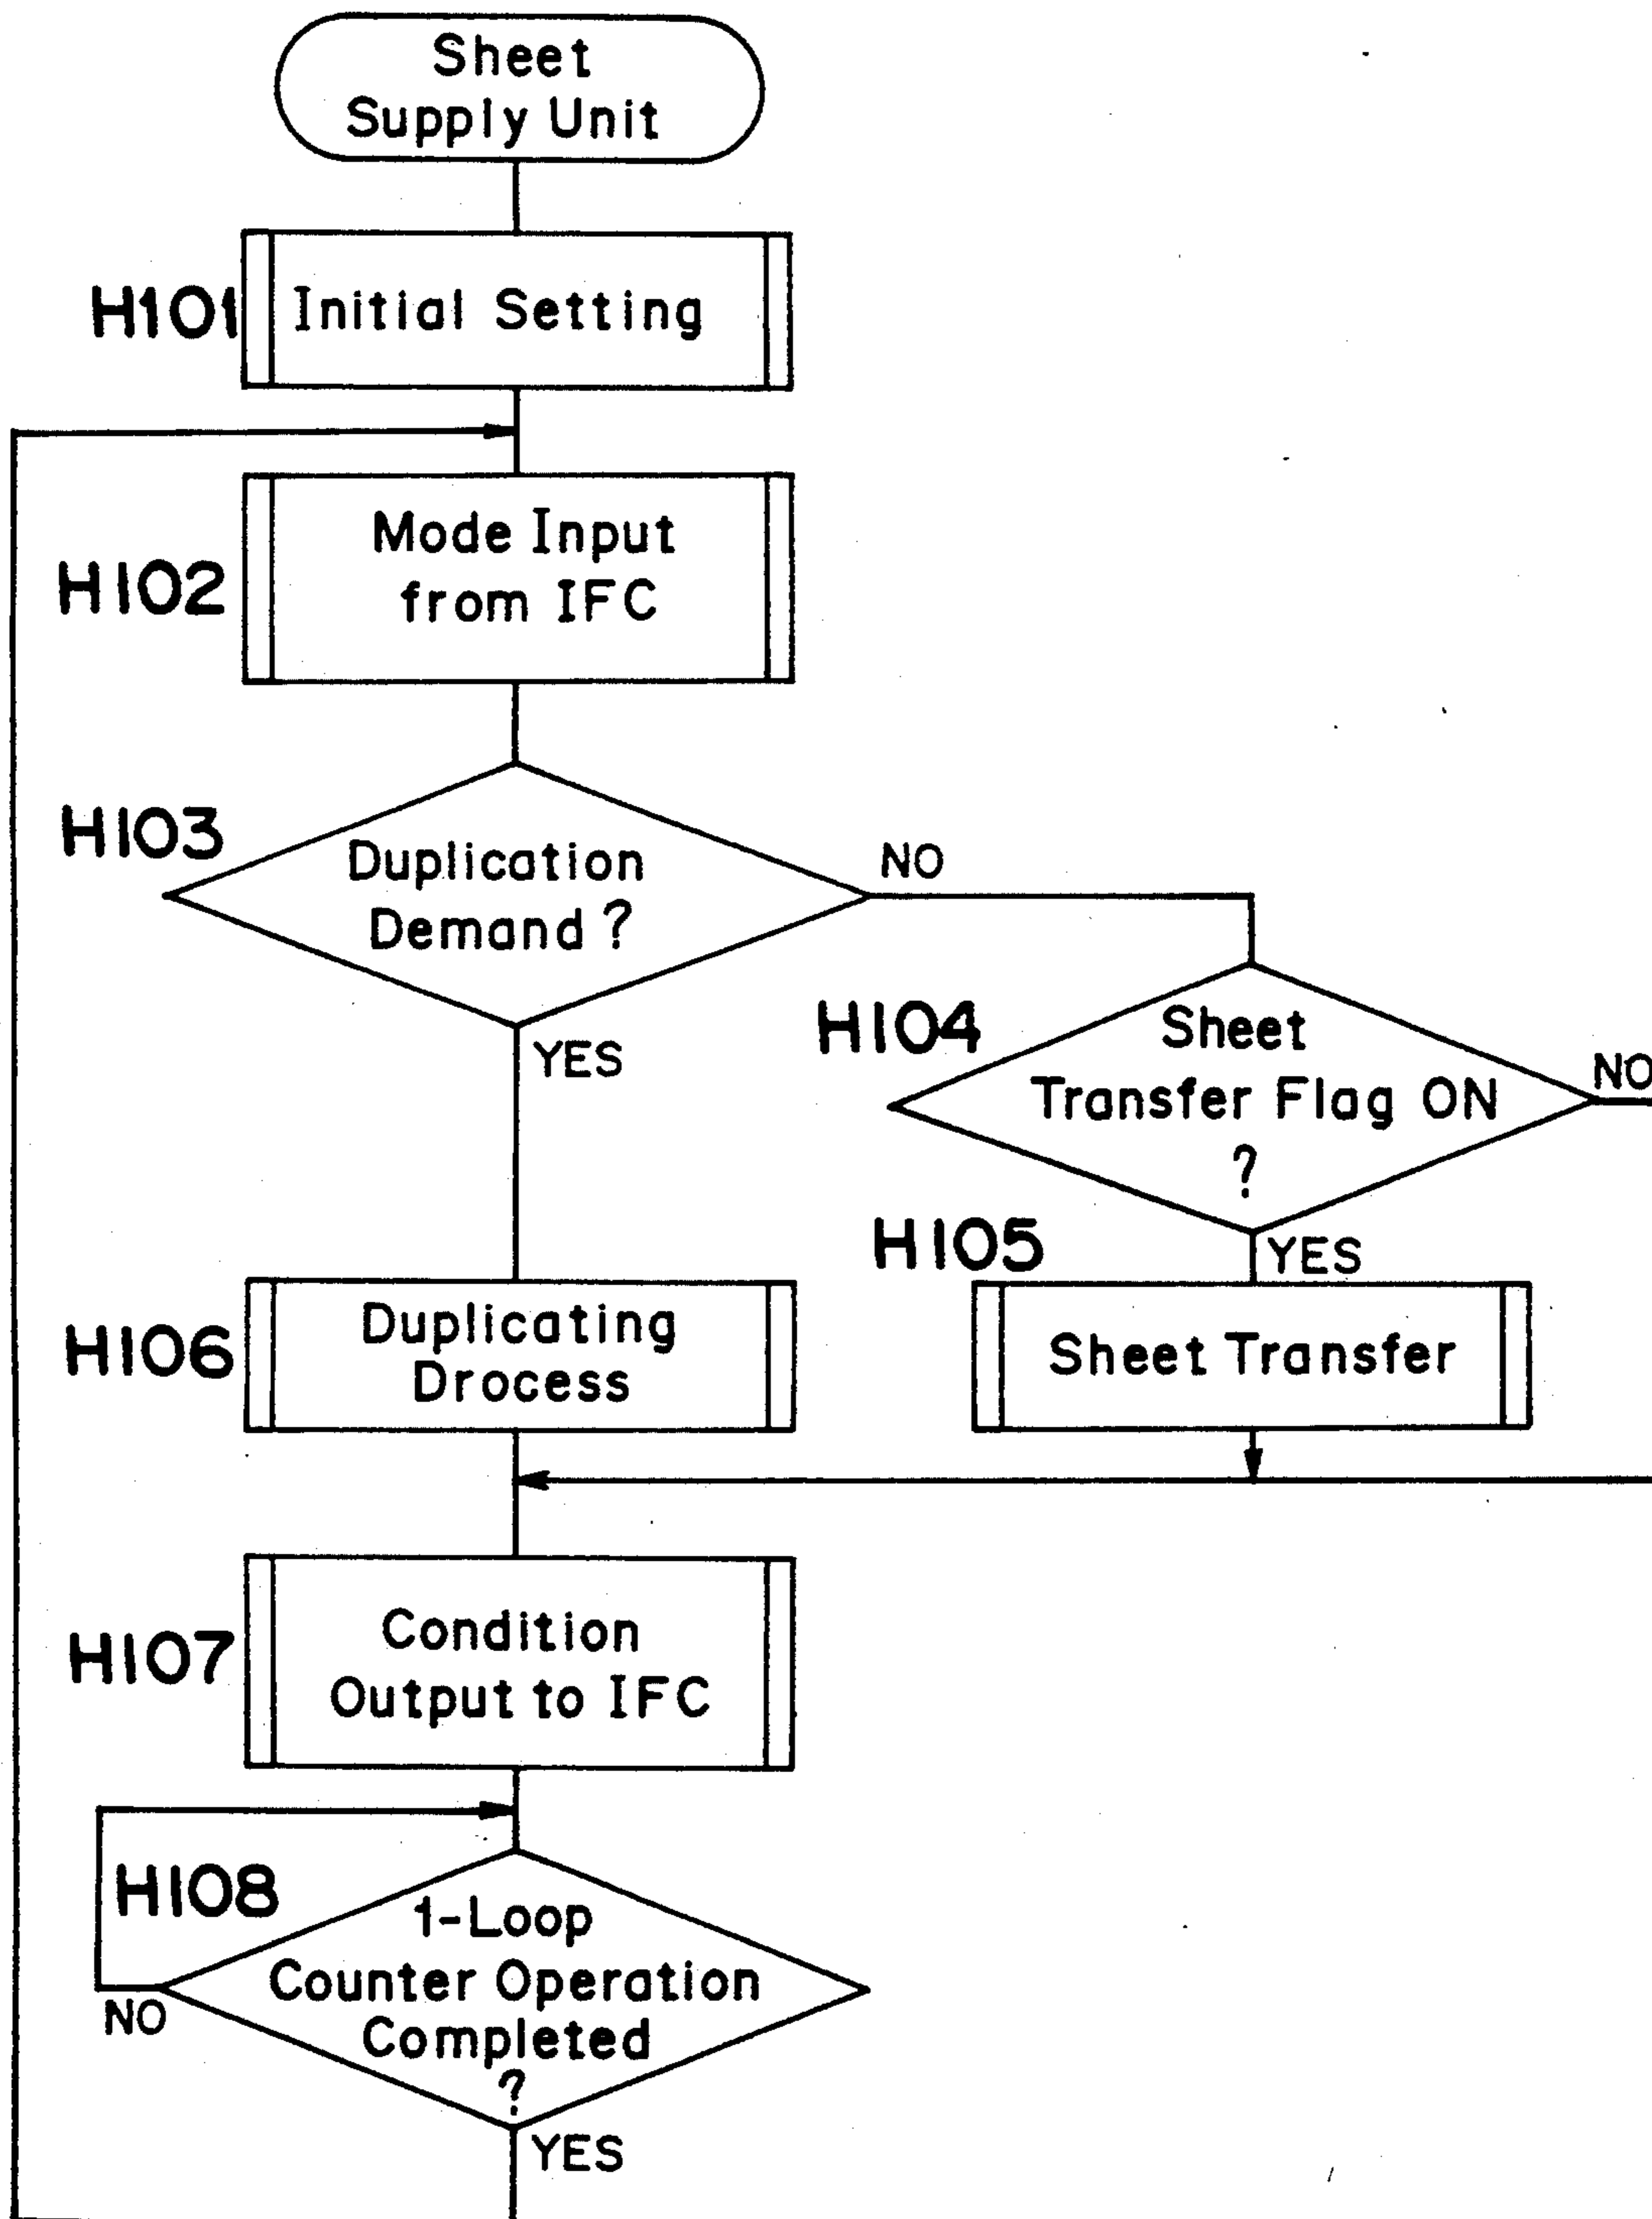 Sheet
Supply Unit
H101
Initial Setting
H102
Mode Input
from IFC
H103
Duplication
Demand ?
NO
YES
H104
Sheet
Transfer Flag ON
?
NO
YES
H105
Sheet Transfer
H106
Duplicating
Drocess
H107
Condition
Output to IFC
H108
1-Loop
Counter Operation
Completed
?
NO
YES